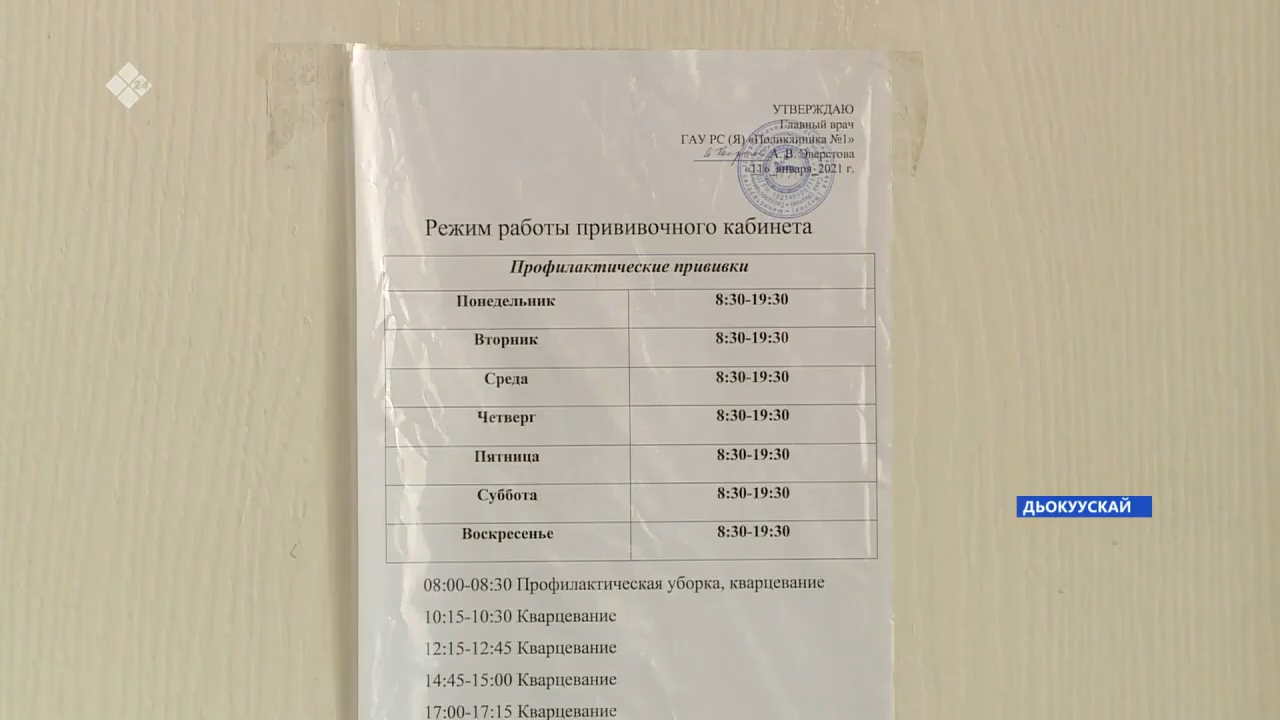 24
УТВЕРЖДАЮ
Главный врач
ГАУ РС (Я) «Поликлиника №1»
А. В. Эверстова
«11» января 2021 г.
Режим работы прививочного кабинета
Профилактические прививки
Понедельник 8:30-19:30
Вторник 8:30-19:30
Среда 8:30-19:30
Четверг 8:30-19:30
Пятница 8:30-19:30
Суббота 8:30-19:30
Воскресенье 8:30-19:30
ДЬОКУУСКАЙ
08:00-08:30 Профилактическая уборка, кварцевание
10:15-10:30 Кварцевание
12:15-12:45 Кварцевание
14:45-15:00 Кварцевание
17:00-17:15 Кварцевание